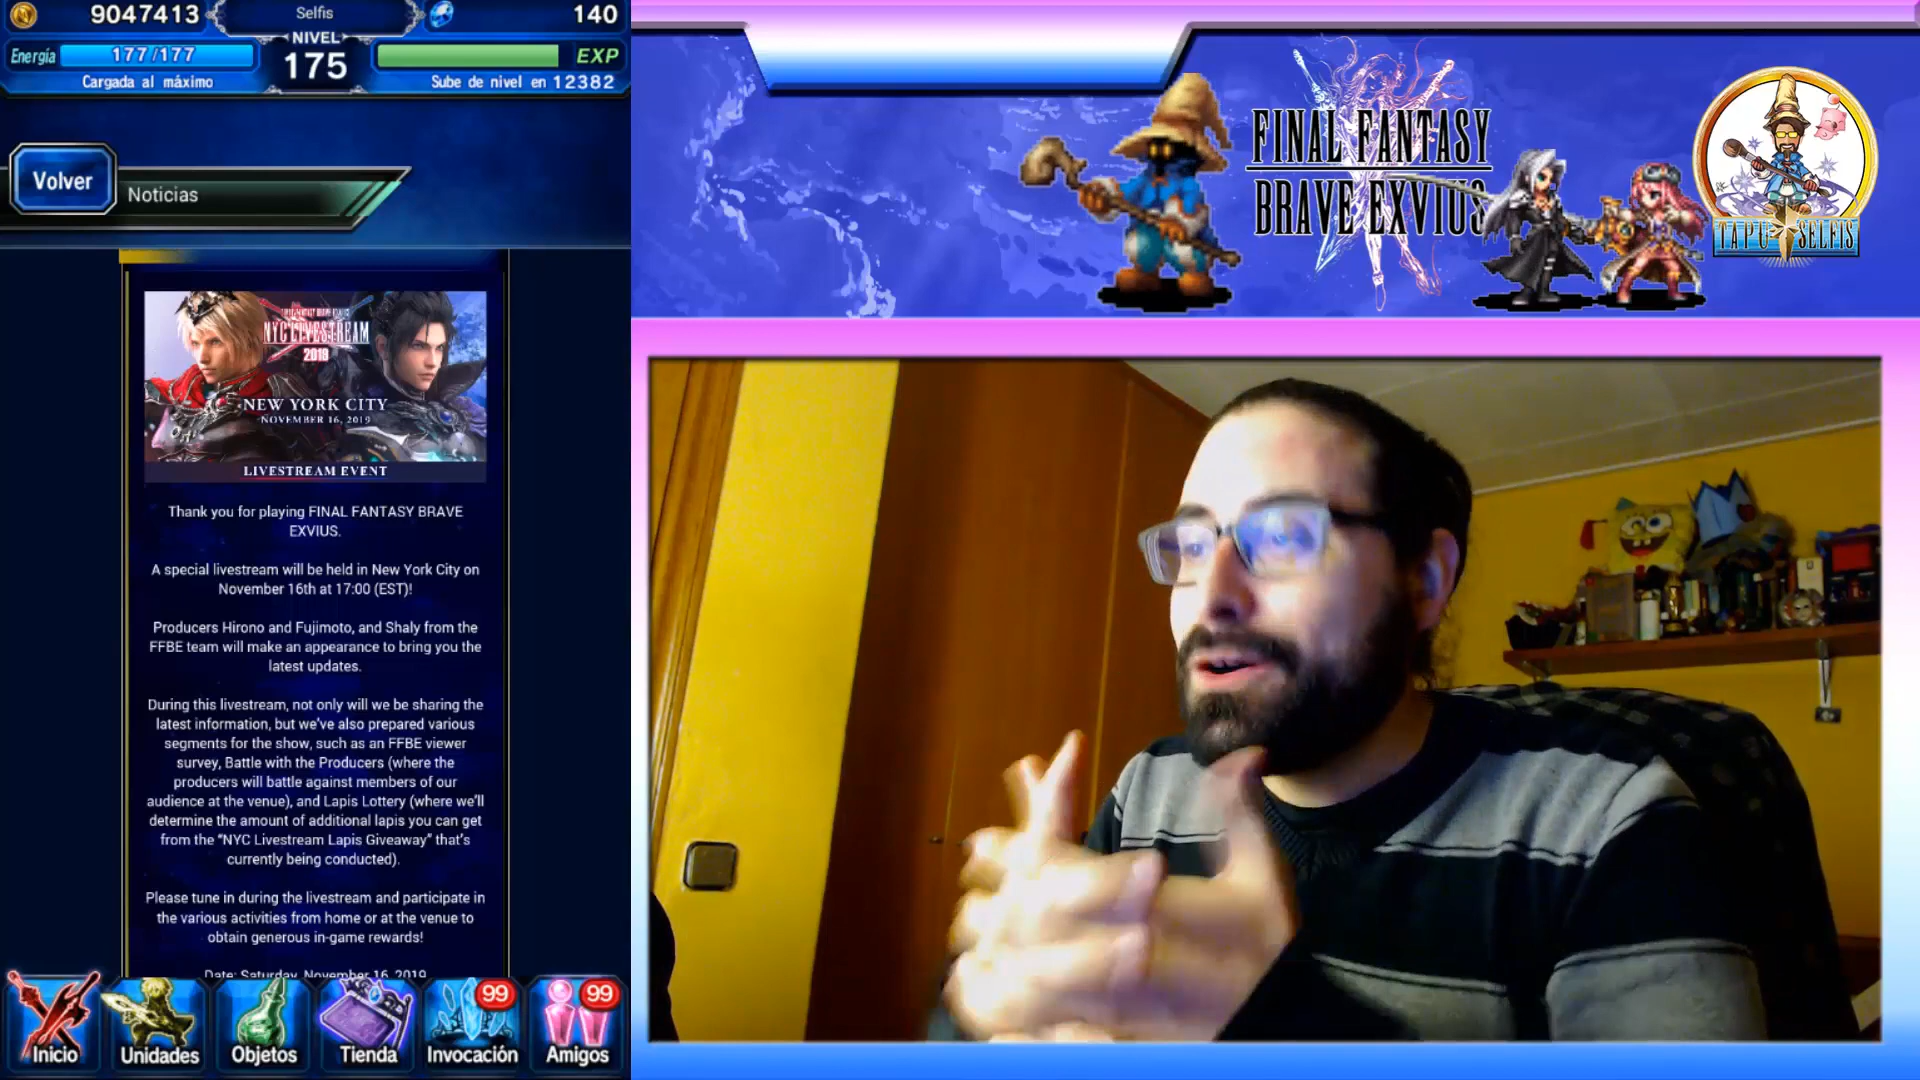 9047413
Selfis
140
Energía
177/177
NIVEL
175
EXP
Cargada al máximo
Sube de nivel en 12382
Volver
Noticias
NYC LIVESTREAM
2019
NEW YORK CITY
NOVEMBER 16, 2019
LIVESTREAM EVENT
Thank you for playing FINAL FANTASY BRAVE
EXVIUS.
A special livestream will be held in New York City on
November 16th at 17:00 (EST)!
Producers Hirono and Fujimoto, and Shaly from the
FFBE team will make an appearance to bring you the
latest updates.
During this livestream, not only will we be sharing the
latest information, but we've also prepared various
segments for the show, such as an FFBE viewer
survey, Battle with the Producers (where the
producers will battle against members of our
audience at the venue), and Lapis Lottery (where we'll
determine the amount of additional lapis you can get
from the “NYC Livestream Lapis Giveaway” that's
currently being conducted).
Please tune in during the livestream and participate in
the various activities from home or at the venue to
obtain generous in-game rewards!
Date: Saturday, November 16, 2019
99
99
Inicio
Unidades
Objetos
Tienda
Invocación
Amigos
FINAL FANTASY
BRAVE EXVIUS
TAPU SELFIS